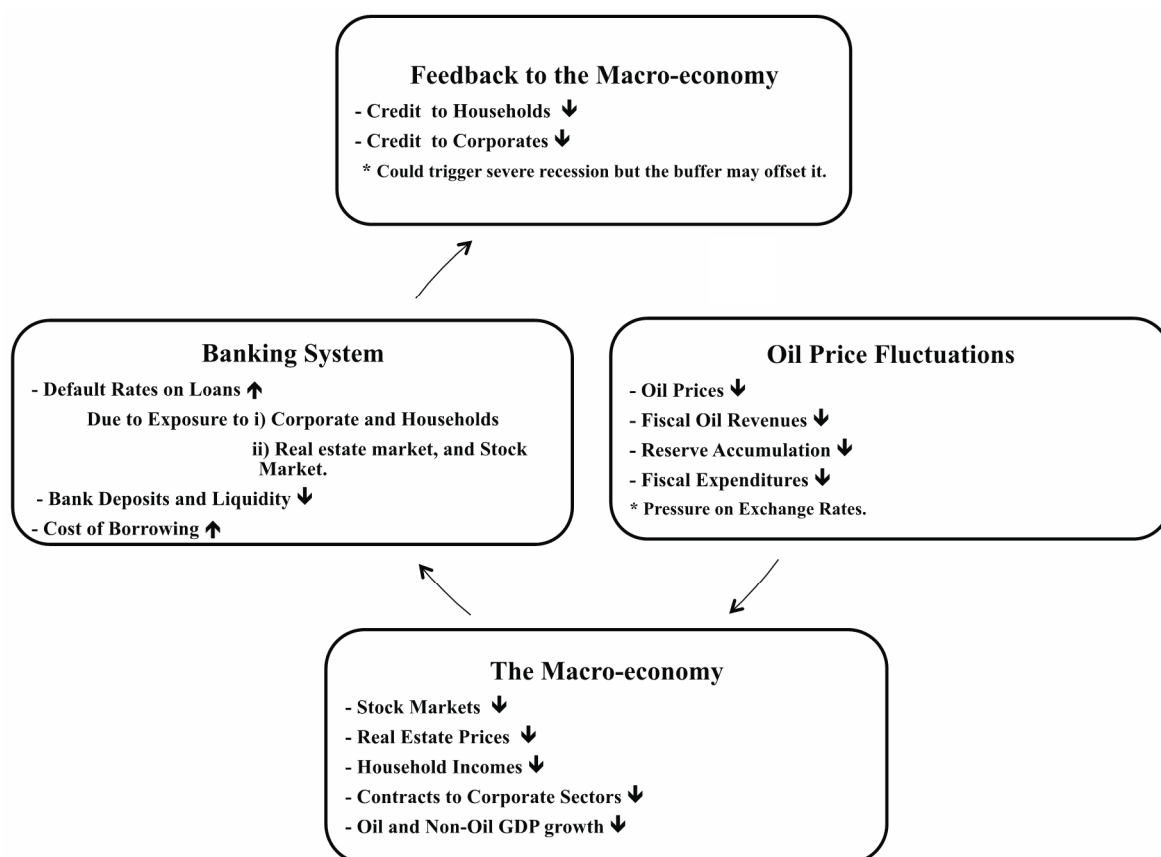 Feedback to the Macro-economy
- Credit to Households ↓
- Credit to Corporates ↓
* Could trigger severe recession but the buffer may offset it.
Banking System
- Default Rates on Loans ↑
Due to Exposure to i) Corporate and Households
ii) Real estate market, and Stock
Market.
- Bank Deposits and Liquidity ↓
- Cost of Borrowing ↑
Oil Price Fluctuations
- Oil Prices ↓
- Fiscal Oil Revenues ↓
- Reserve Accumulation ↓
- Fiscal Expenditures ↓
* Pressure on Exchange Rates.
The Macro-economy
- Stock Markets ↓
- Real Estate Prices ↓
- Household Incomes ↓
- Contracts to Corporate Sectors ↓
- Oil and Non-Oil GDP growth ↓